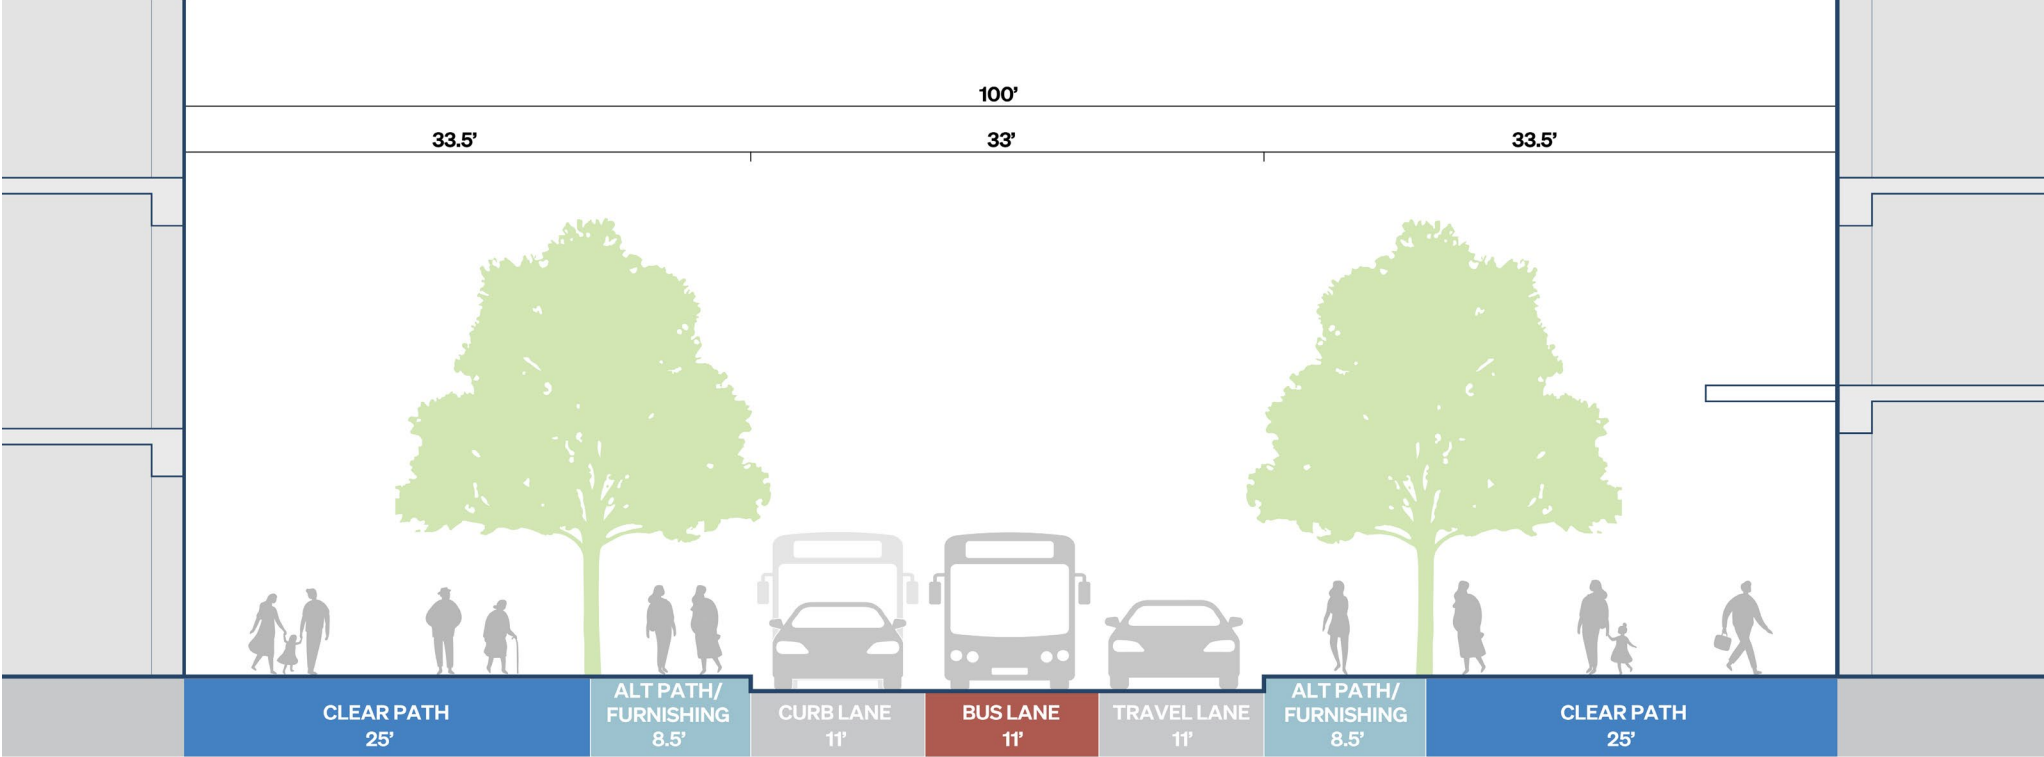 100’
33.5’
33’
33.5’
CLEAR PATH
25’
ALT PATH/
FURNISHING
8.5’
CURB LANE
11’
BUS LANE
11’
TRAVEL LANE
11’
ALT PATH/
FURNISHING
8.5’
CLEAR PATH
25’